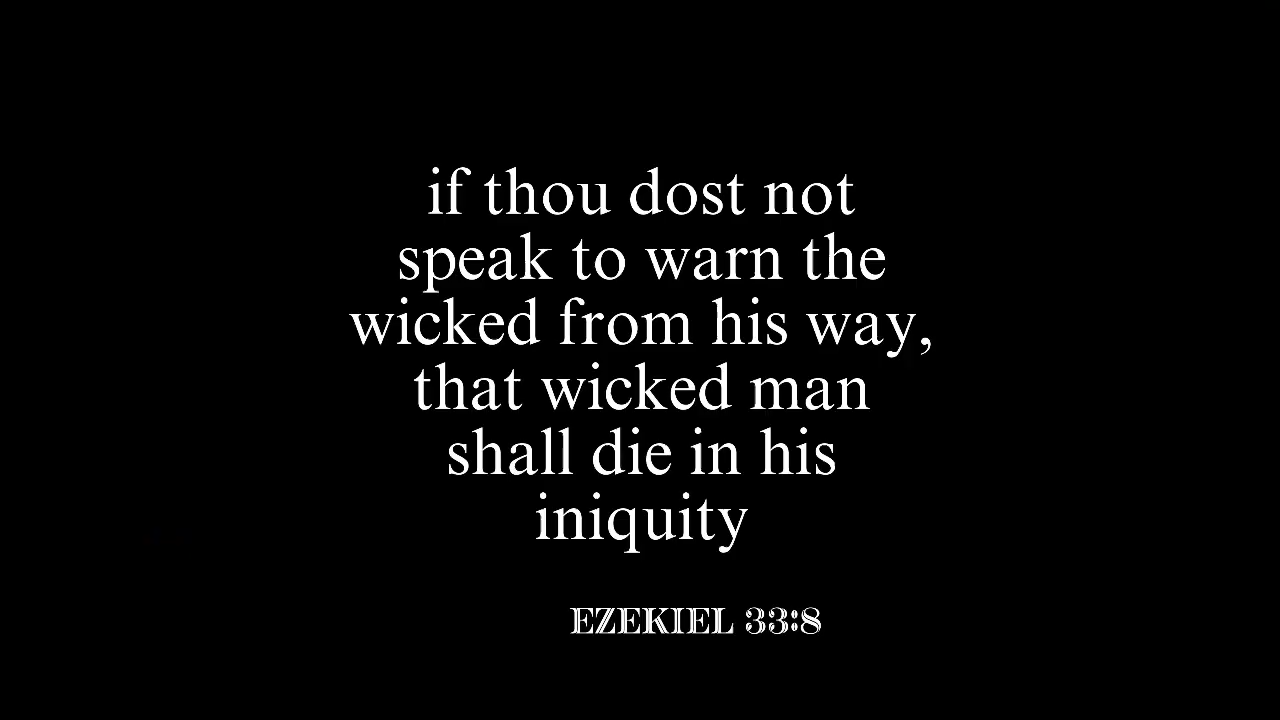 if thou dost not
speak to warn the
wicked from his way,
that wicked man
shall die in his
iniquity
EZEKIEL 33:8